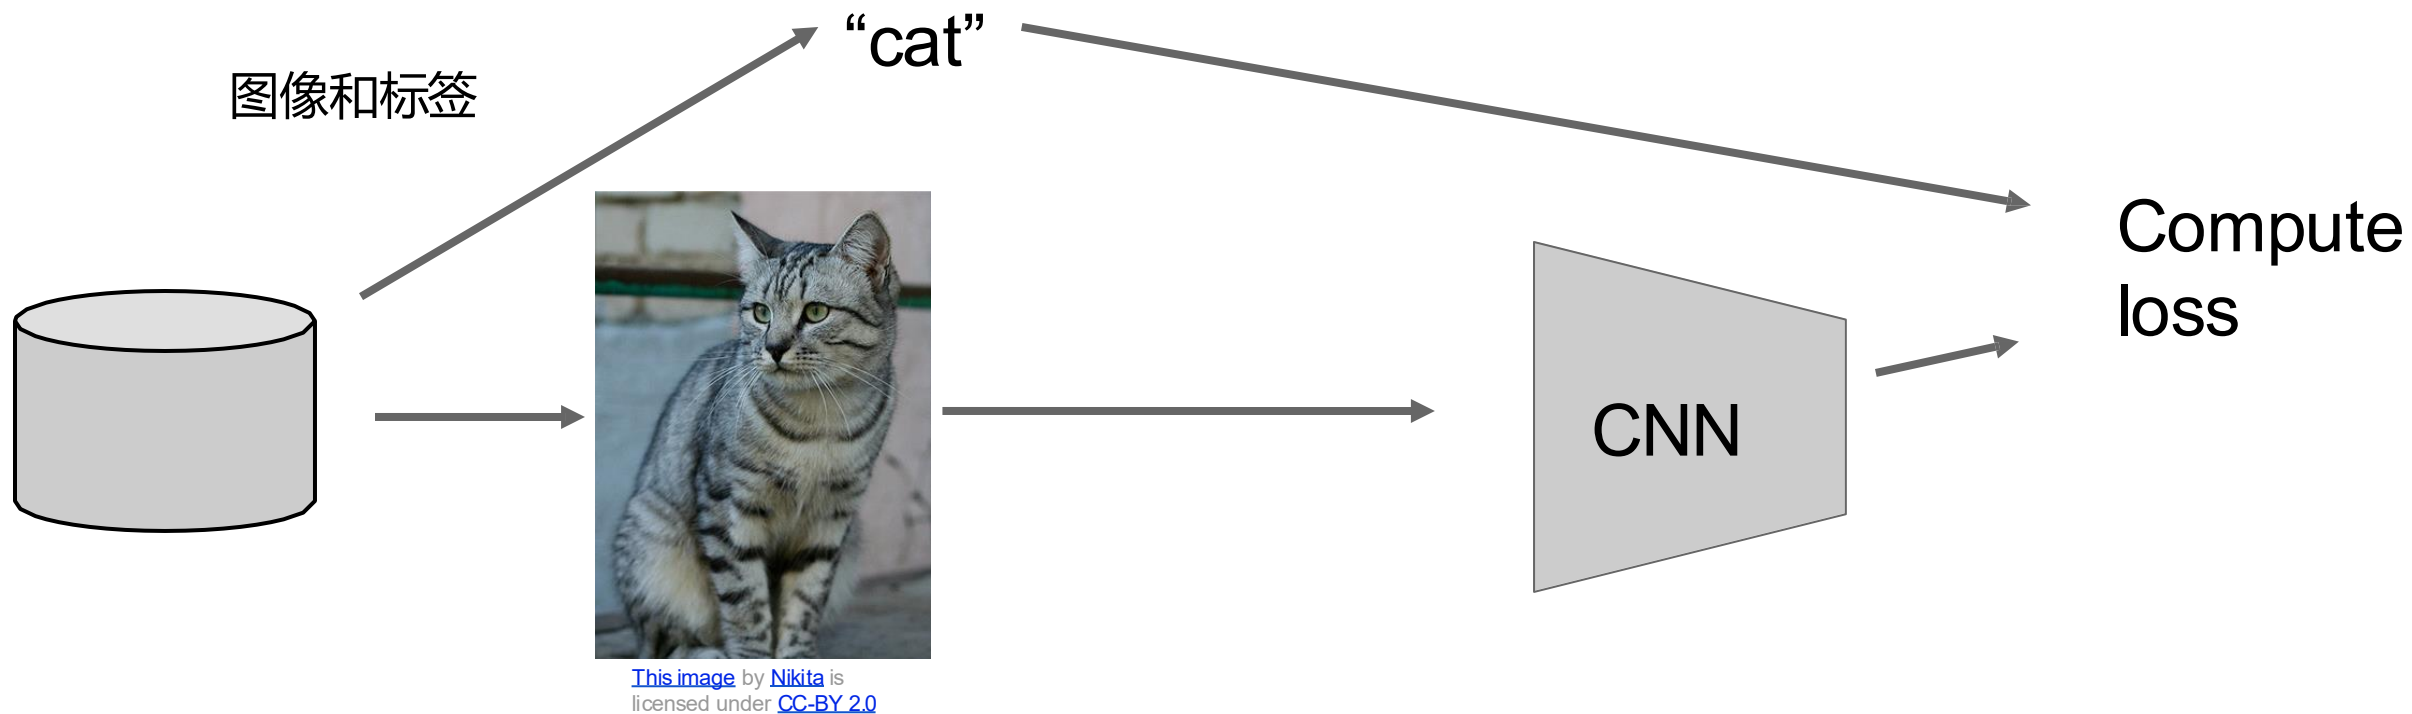 “cat”
图像和标签
Compute
loss
CNN
This image by Nikita is
licensed under CC-BY 2.0